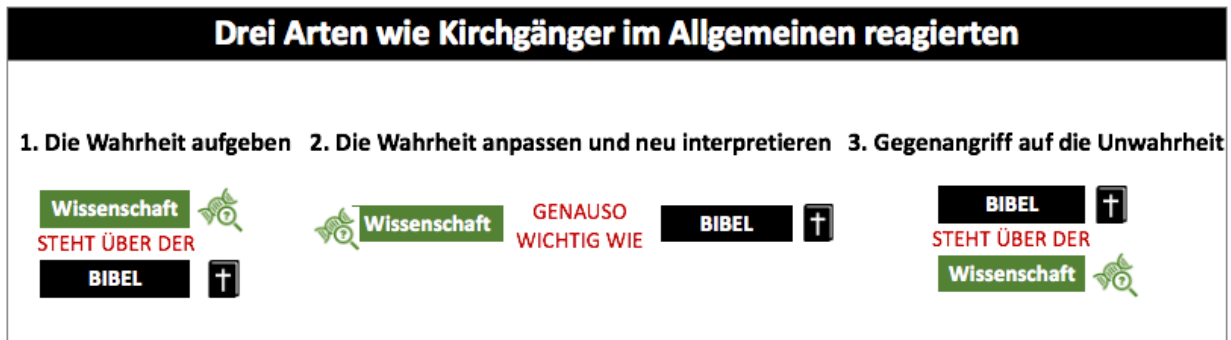 Drei Arten wie Kirchgänger im Allgemeinen reagierten
1. Die Wahrheit aufgeben
Wissenschaft
?
STEHT ÜBER DER
BIBEL
2. Die Wahrheit anpassen und neu interpretieren
?
Wissenschaft
GENAUSO
WICHTIG WIE
BIBEL
3. Gegenangriff auf die Unwahrheit
BIBEL
STEHT ÜBER DER
Wissenschaft
?